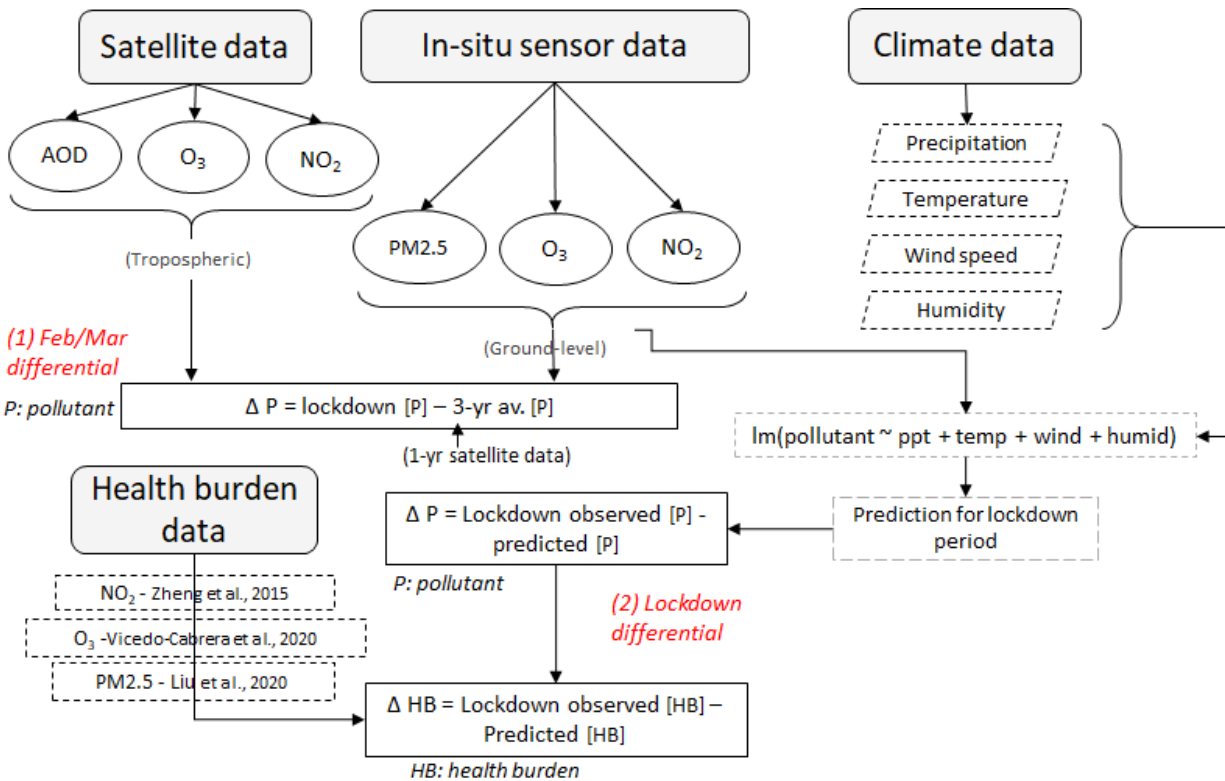 Satellite data
In-situ sensor data
Climate data
AOD
O₃
NO₂
(Tropospheric)
PM2.5
O₃
NO₂
(Ground-level)
Precipitation
Temperature
Wind speed
Humidity
(1) Feb/Mar
differential
P: pollutant
Δ P = lockdown [P] – 3-yr av. [P]
(1-yr satellite data)
lm(pollutant ~ ppt + temp + wind + humid)
Prediction for lockdown
period
Δ P = Lockdown observed [P] -
predicted [P]
P: pollutant
(2) Lockdown
differential
Health burden
data
NO₂ - Zheng et al., 2015
O₃ -Vicedo-Cabrera et al., 2020
PM2.5 - Liu et al., 2020
Δ HB = Lockdown observed [HB] –
Predicted [HB]
HB: health burden